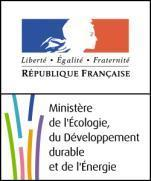 Liberté • Égalité • Fraternité
RÉPUBLIQUE FRANÇAISE
Ministère
de l'Écologie,
du Développement
durable
et de l'Énergie